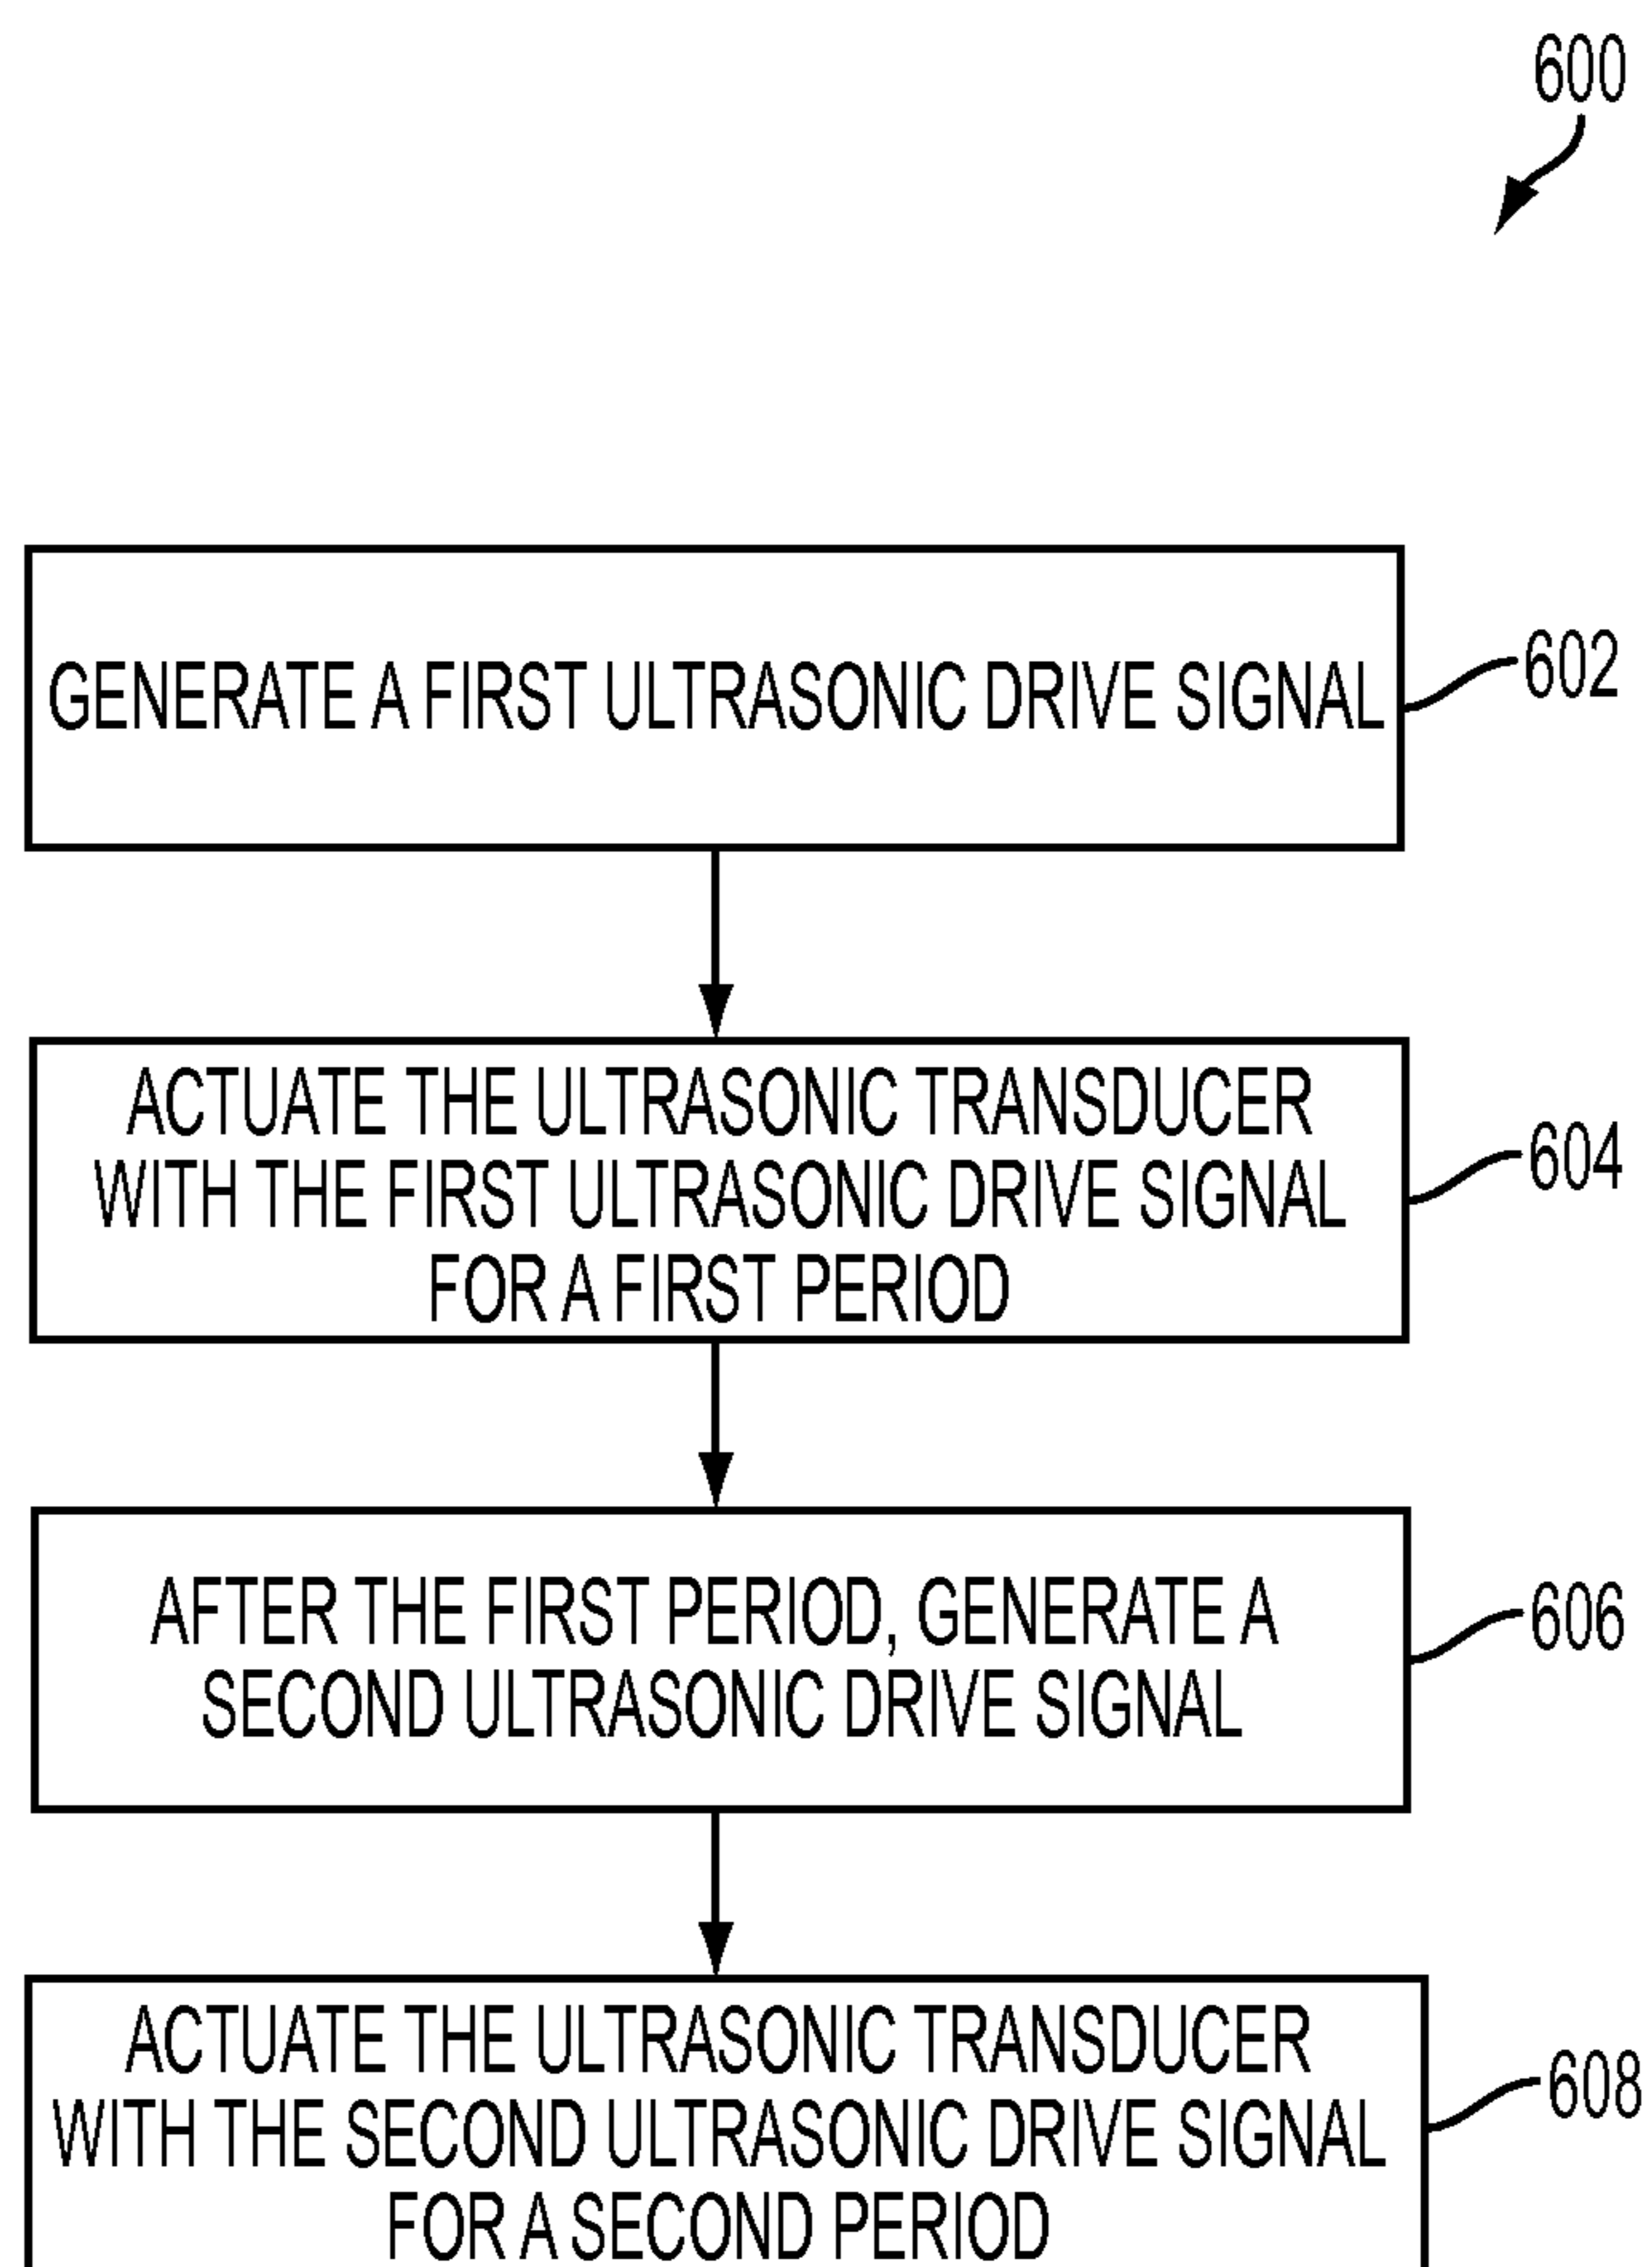 600
GENERATE A FIRST ULTRASONIC DRIVE SIGNAL
602
ACTUATE THE ULTRASONIC TRANSDUCER
WITH THE FIRST ULTRASONIC DRIVE SIGNAL
FOR A FIRST PERIOD
604
AFTER THE FIRST PERIOD, GENERATE A
SECOND ULTRASONIC DRIVE SIGNAL
606
ACTUATE THE ULTRASONIC TRANSDUCER
WITH THE SECOND ULTRASONIC DRIVE SIGNAL
FOR A SECOND PERIOD
608